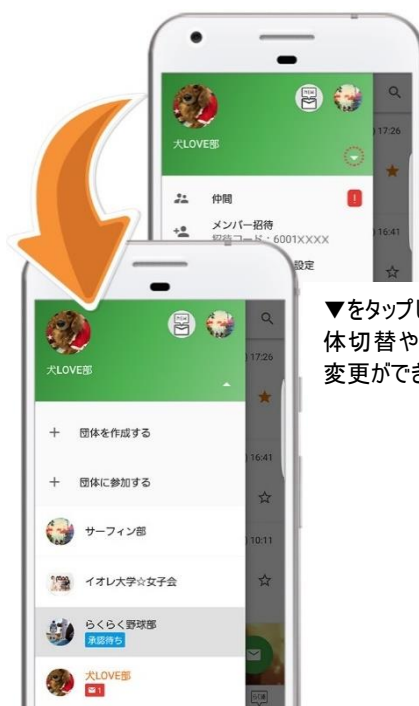 犬LOVE部
17:26
仲間
メンバー招待
招待コード：6001XXXX
16:41
設定
犬LOVE部
17:26
団体を作成する
団体に参加する
16:41
サーフィン部
10:11
イオレ大学☆女子会
らくらく野球部
承認待ち
犬LOVE部
1
▼をタップ
体切替や
変更ができ